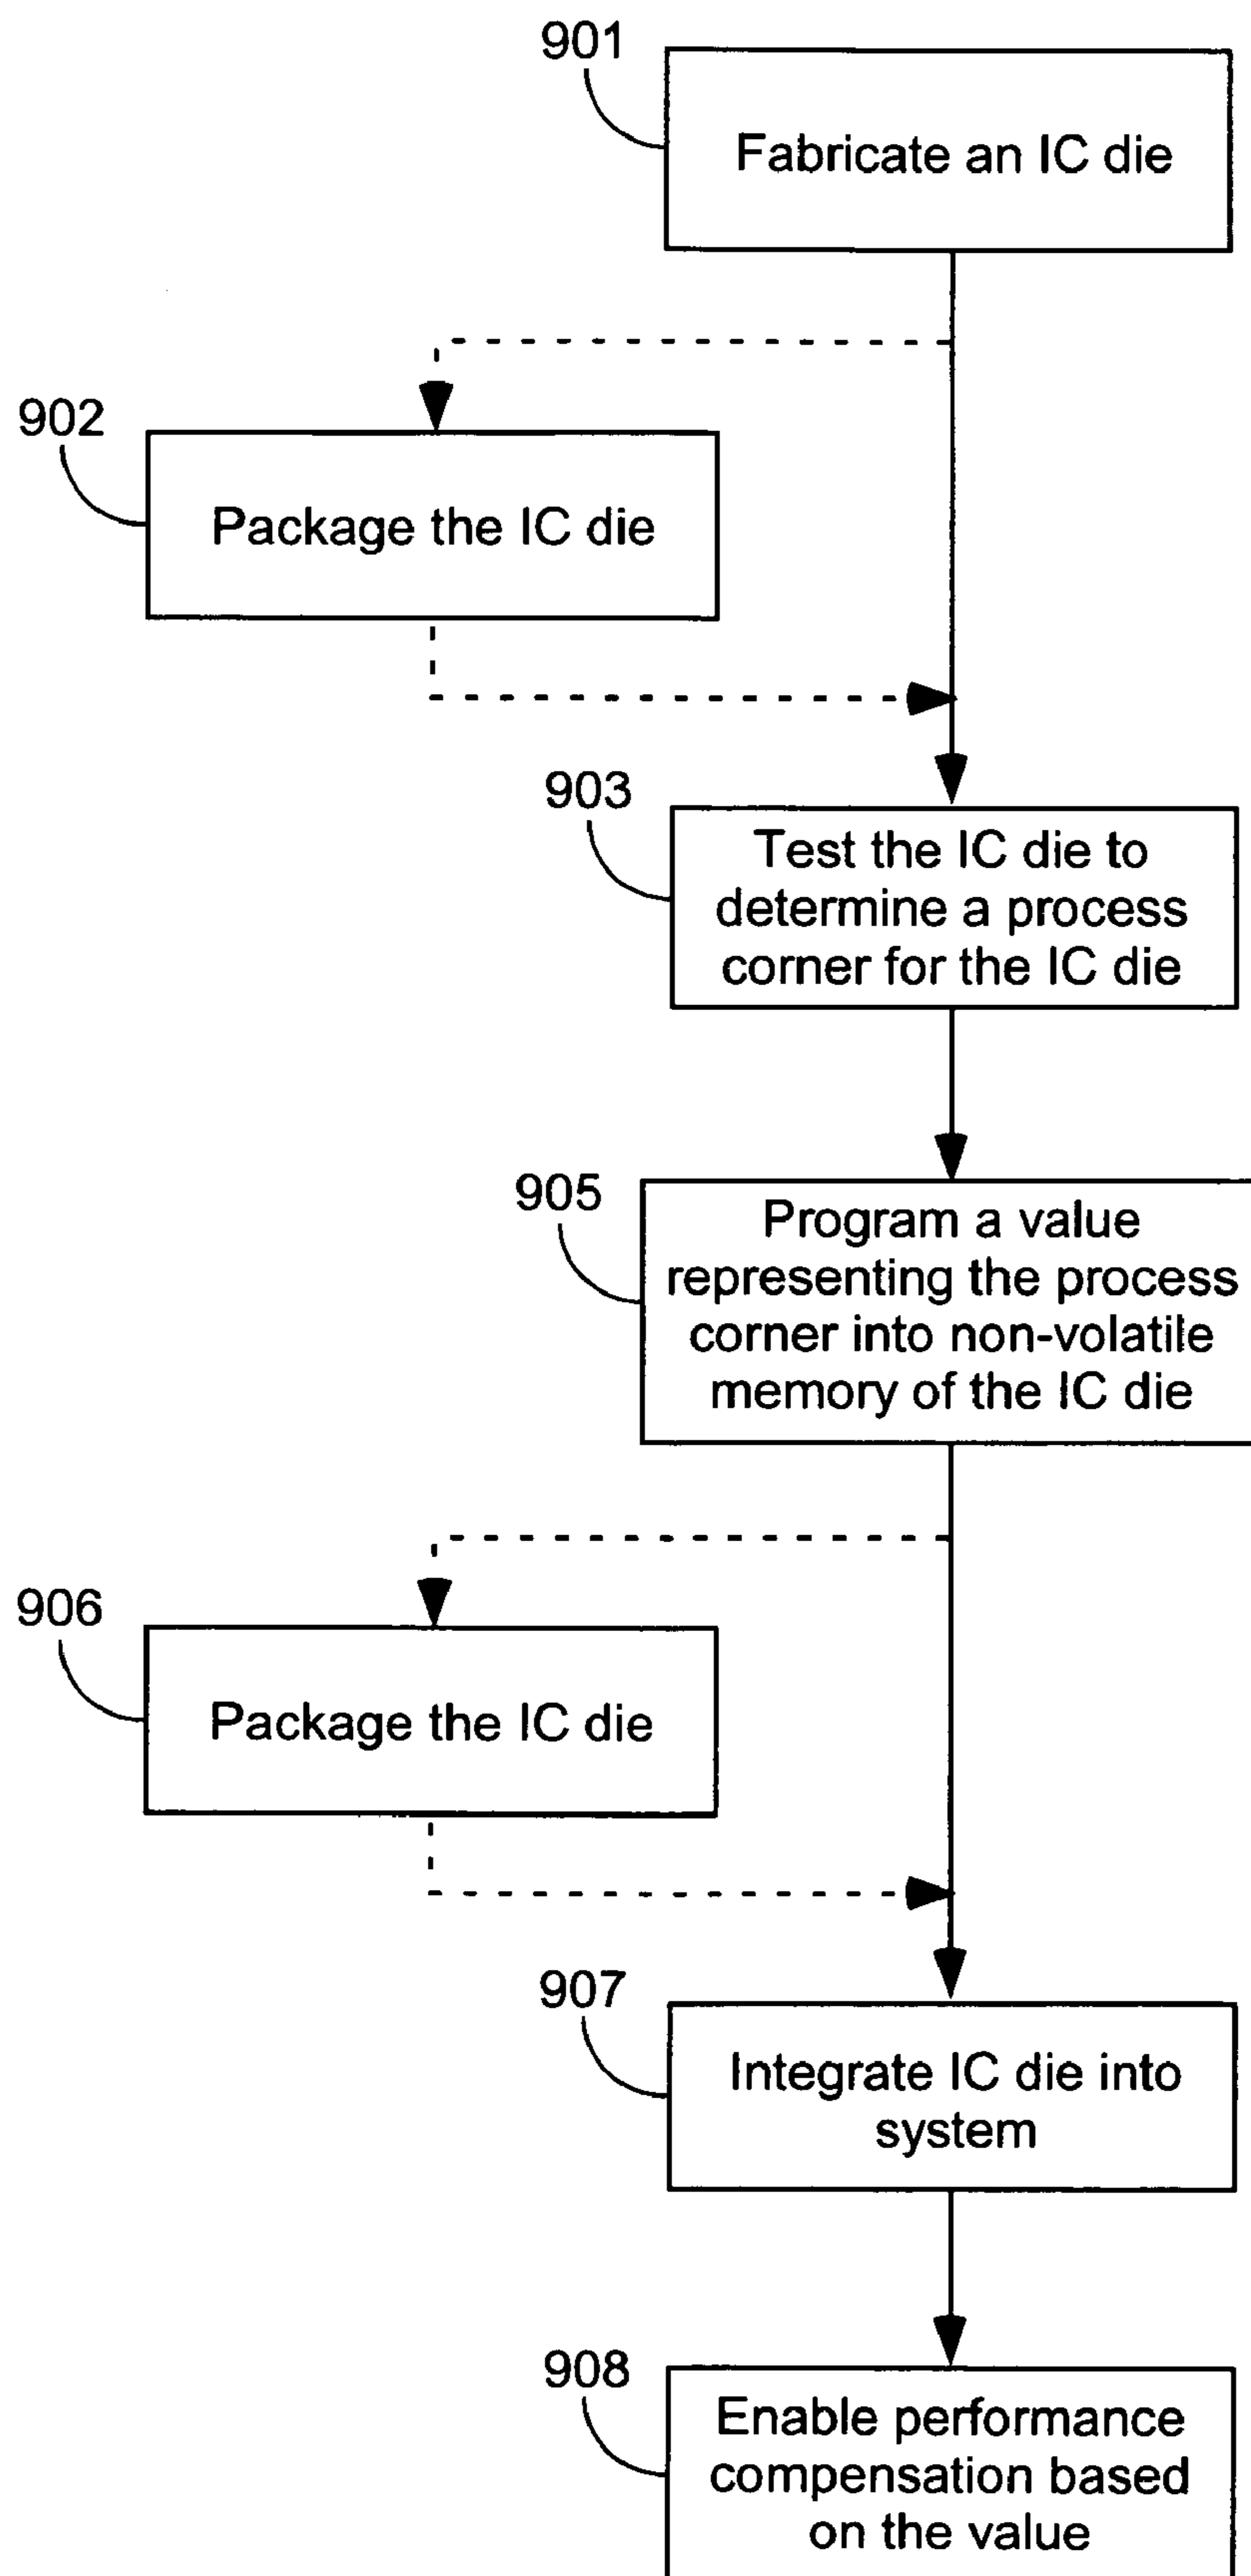 901
Fabricate an IC die
902
Package the IC die
903
Test the IC die to
determine a process
corner for the IC die
905
Program a value
representing the process
corner into non-volatile
memory of the IC die
906
Package the IC die
907
Integrate IC die into
system
908
Enable performance
compensation based
on the value